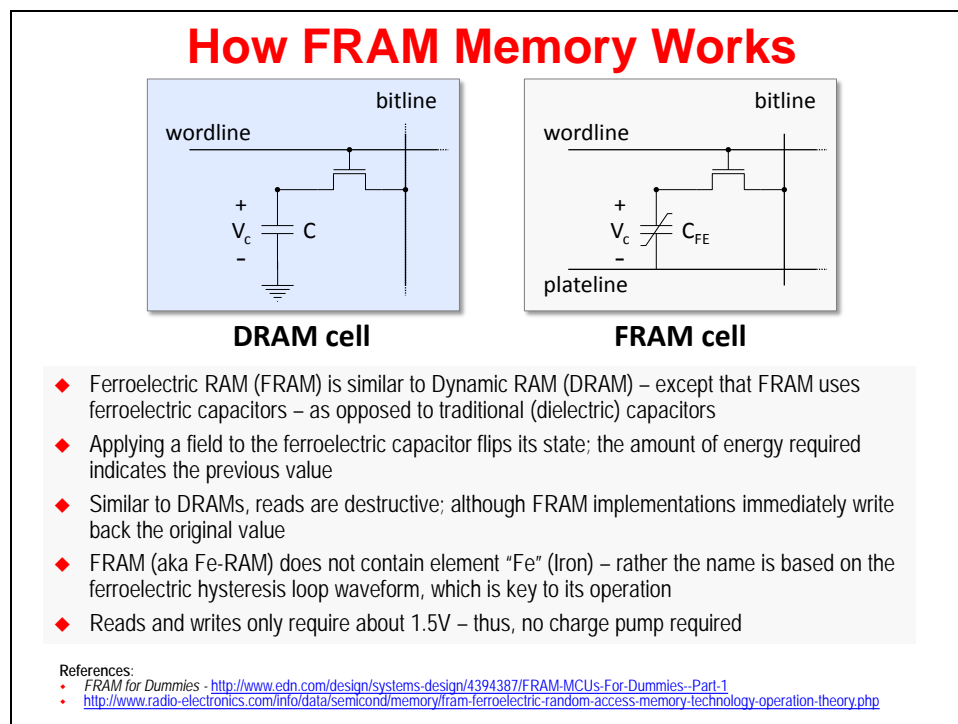 How FRAM Memory Works
bitline
wordline
+
Vc
C
-
DRAM cell
bitline
wordline
+
Vc
CFE
-
plateline
FRAM cell
◆ Ferroelectric RAM (FRAM) is similar to Dynamic RAM (DRAM) – except that FRAM uses
ferroelectric capacitors – as opposed to traditional (dielectric) capacitors
◆ Applying a field to the ferroelectric capacitor flips its state; the amount of energy required
indicates the previous value
◆ Similar to DRAMs, reads are destructive; although FRAM implementations immediately write
back the original value
◆ FRAM (aka Fe-RAM) does not contain element “Fe” (Iron) – rather the name is based on the
ferroelectric hysteresis loop waveform, which is key to its operation
◆ Reads and writes only require about 1.5V – thus, no charge pump required
References:
◆ FRAM for Dummies - http://www.edn.com/design/systems-design/4394387/FRAM-MCUs-For-Dummies--Part-1
◆ http://www.radio-electronics.com/info/data/semicond/memory/fram-ferroelectric-random-access-memory-technology-operation-theory.php